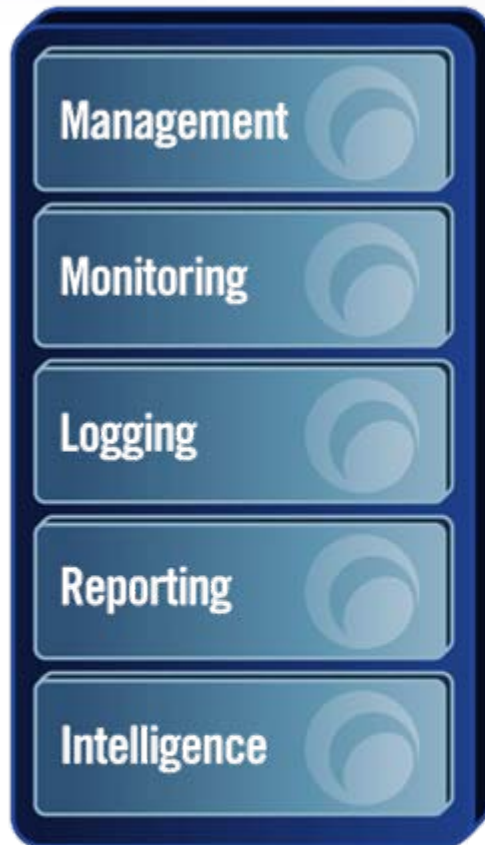 Management
Monitoring
Logging
Reporting
Intelligence